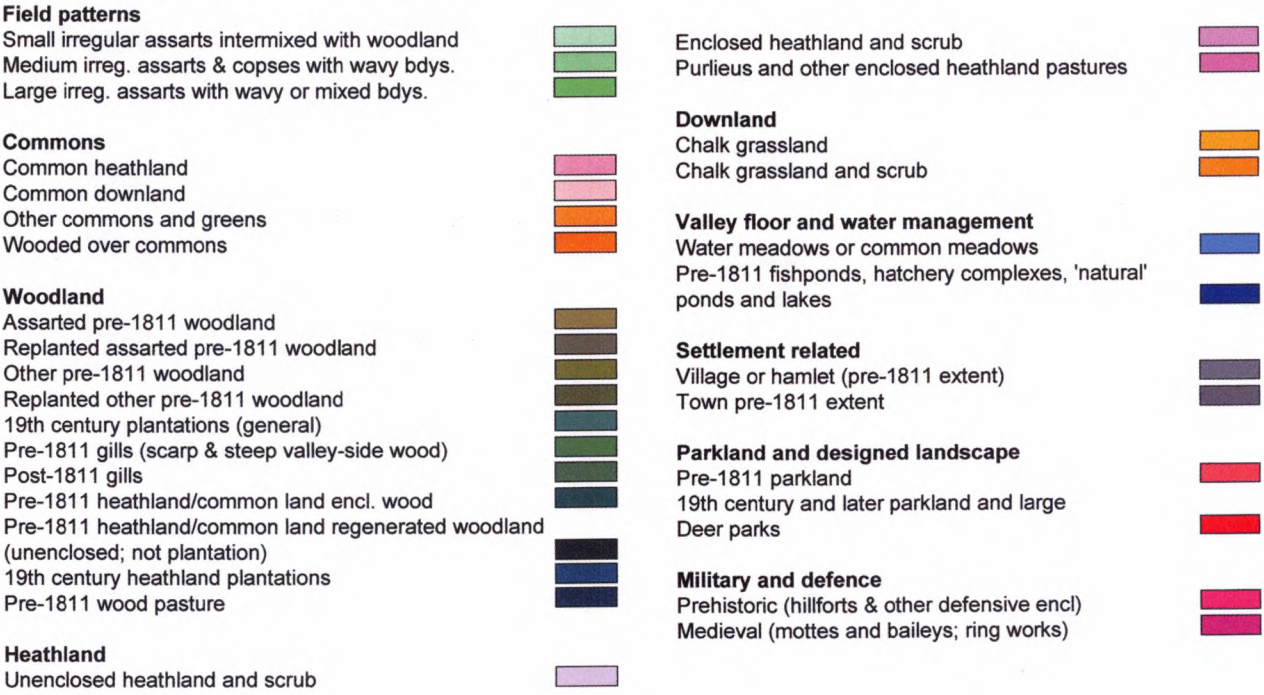 Field patterns
Small irregular assarts intermixed with woodland
Medium irreg. assarts & copses with wavy bdys.
Large irreg. assarts with wavy or mixed bdys.
Commons
Common heathland
Common downland
Other commons and greens
Wooded over commons
Woodland
Assarted pre-1811 woodland
Replanted assarted pre-1811 woodland
Other pre-1811 woodland
Replanted other pre-1811 woodland
19th century plantations (general)
Pre-1811 gills (scarp & steep valley-side wood)
Post-1811 gills
Pre-1811 heathland/common land encl. wood
Pre-1811 heathland/common land regenerated woodland
(unenclosed; not plantation)
19th century heathland plantations
Pre-1811 wood pasture
Heathland
Unenclosed heathland and scrub
Enclosed heathland and scrub
Purlieus and other enclosed heathland pastures
Downland
Chalk grassland
Chalk grassland and scrub
Valley floor and water management
Water meadows or common meadows
Pre-1811 fishponds, hatchery complexes, 'natural'
ponds and lakes
Settlement related
Village or hamlet (pre-1811 extent)
Town pre-1811 extent
Parkland and designed landscape
Pre-1811 parkland
19th century and later parkland and large
Deer parks
Military and defence
Prehistoric (hillforts & other defensive encl)
Medieval (mottes and baileys; ring works)